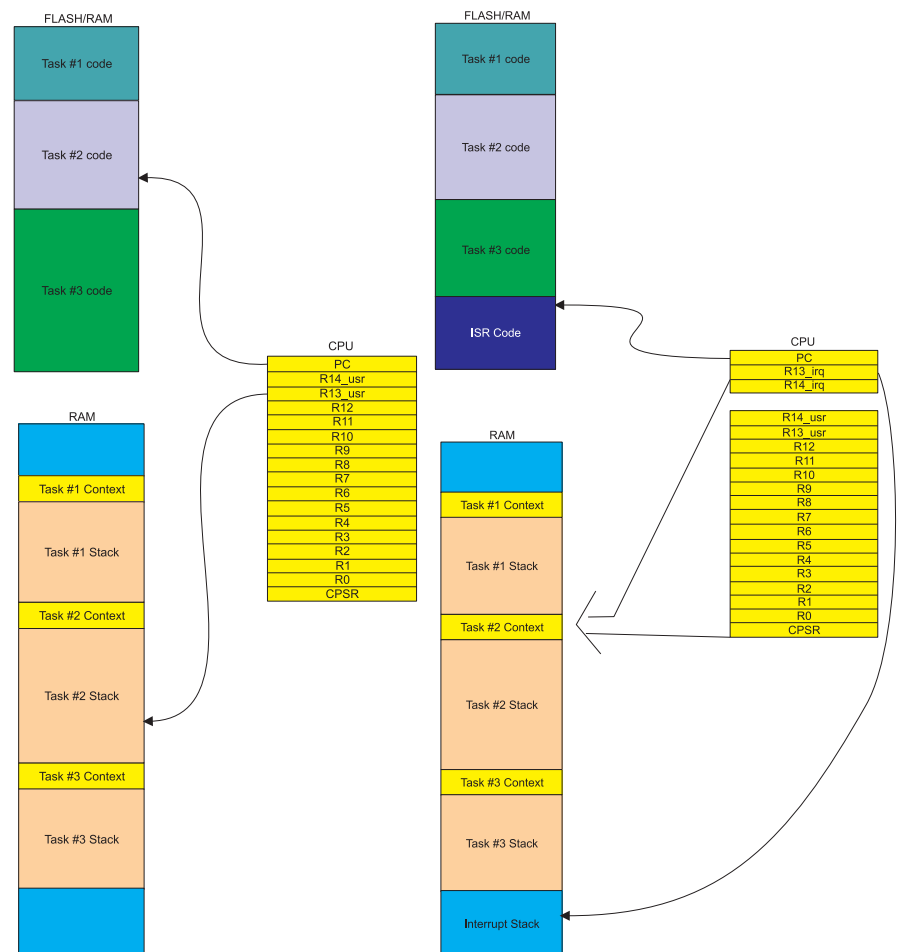 FLASH/RAM
Task #1 code
Task #2 code
Task #3 code
CPU
PC
R14_usr
R13_usr
R12
R11
R10
R9
R8
R7
R6
R5
R4
R3
R2
R1
R0
CPSR
RAM
Task #1 Context
Task #1 Stack
Task #2 Context
Task #2 Stack
Task #3 Context
Task #3 Stack
FLASH/RAM
Task #1 code
Task #2 code
Task #3 code
ISR Code
CPU
PC
R13_irq
R14_irq
R14_usr
R13_usr
R12
R11
R10
R9
R8
R7
R6
R5
R4
R3
R2
R1
R0
CPSR
RAM
Task #1 Context
Task #1 Stack
Task #2 Context
Task #2 Stack
Task #3 Context
Task #3 Stack
Interrupt Stack